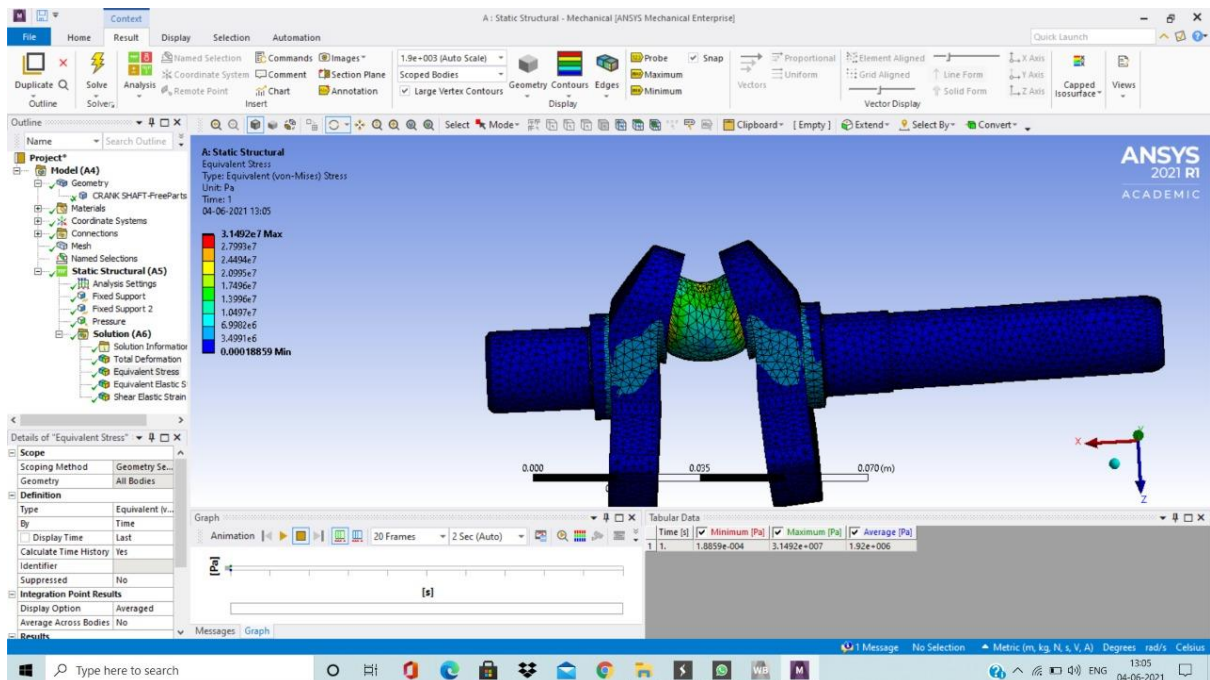 Context
A : Static Structural - Mechanical [ANSYS Mechanical Enterprise]
File Home Result Display Selection Automation
Quick Launch
Duplicate Q
Outline
Solve
Solver
Analysis
Named Selection
Coordinate System
Remote Point
Commands
Comment
Chart
Images
Section Plane
Annotation
Insert
1.9e+003 (Auto Scale)
Scoped Bodies
Large Vertex Contours
Geometry Contours Edges
Display
Probe
Maximum
Minimum
Snap
Vectors
Proportional
Uniform
Element Aligned
Grid Aligned
Line Form
Solid Form
X Axis
Y Axis
Z Axis
Vector Display
Capped
Isosurface
Views
Outline
Select Mode Clipboard [Empty] Extend Select By Convert
Name Search Outline
Project*
Model (A4)
Geometry
CRANK SHAFT-FreeParts
Materials
Coordinate Systems
Connections
Mesh
Named Selections
Static Structural (A5)
Analysis Settings
Fixed Support
Fixed Support 2
Pressure
Solution (A6)
Solution Informatior
Total Deformation
Equivalent Stress
Equivalent Elastic S
Shear Elastic Strain
A: Static Structural
Equivalent Stress
Type: Equivalent (von-Mises) Stress
Unit: Pa
Time: 1
04-06-2021 13:05
3.1492e7 Max
2.7993e7
2.4494e7
2.0995e7
1.7496e7
1.3996e7
1.0497e7
6.9982e6
3.4991e6
0.00018859 Min
ANSYS
2021 R1
ACADEMIC
0.000 0.035 0.070 (m)
X
Z
Details of "Equivalent Stress"
Scope
Scoping Method Geometry Se...
Geometry All Bodies
Definition
Type Equivalent (v...
By Time
Display Time Last
Calculate Time History Yes
Identifier
Suppressed No
Integration Point Results
Display Option Averaged
Average Across Bodies No
Results
Graph
Animation 20 Frames 2 Sec (Auto)
[Pa]
[s]
Messages Graph
Tabular Data
Time [s] Minimum [Pa] Maximum [Pa] Average [Pa]
1 1. 1.8859e-004 3.1492e+007 1.92e+006
1 Message No Selection Metric (m, kg, N, s, V, A) Degrees rad/s Celsius
Type here to search
WB
M
ENG
13:05
04-06-2021